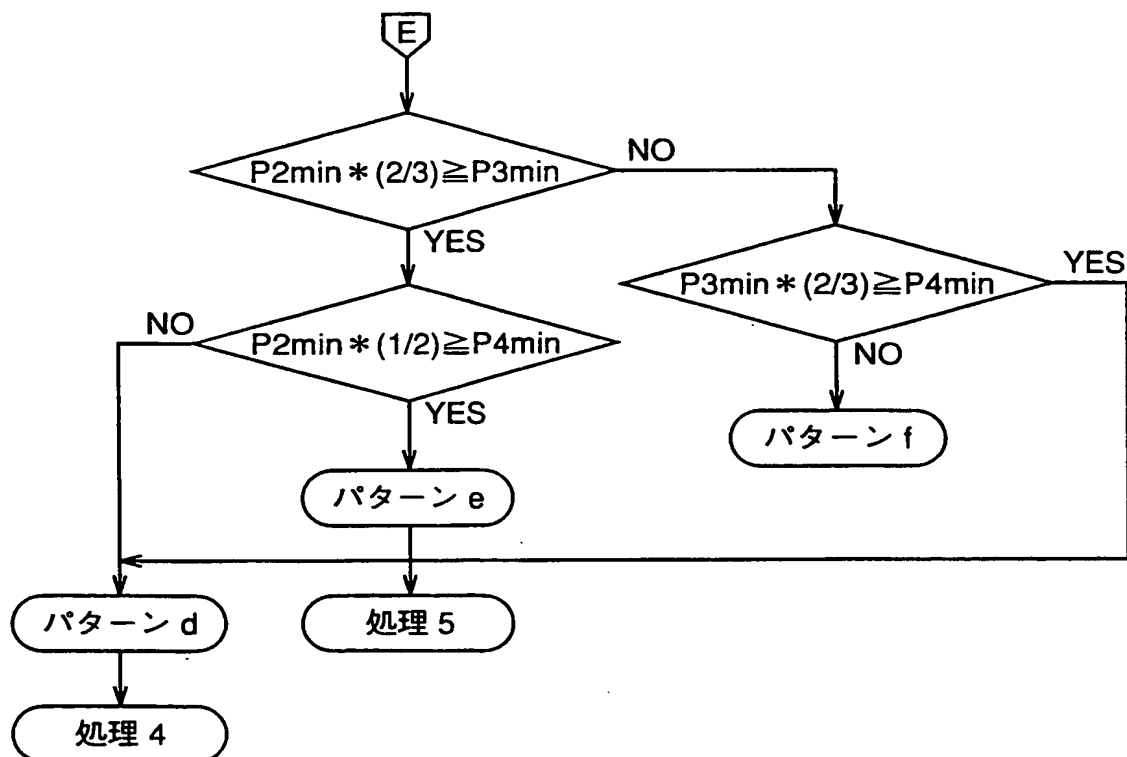 E
P2min＊(2/3)≧P3min
NO
YES
P3min＊(2/3)≧P4min
YES
NO
P2min＊(1/2)≧P4min
NO
YES
パターン f
パターン e
パターン d
処理 5
処理 4